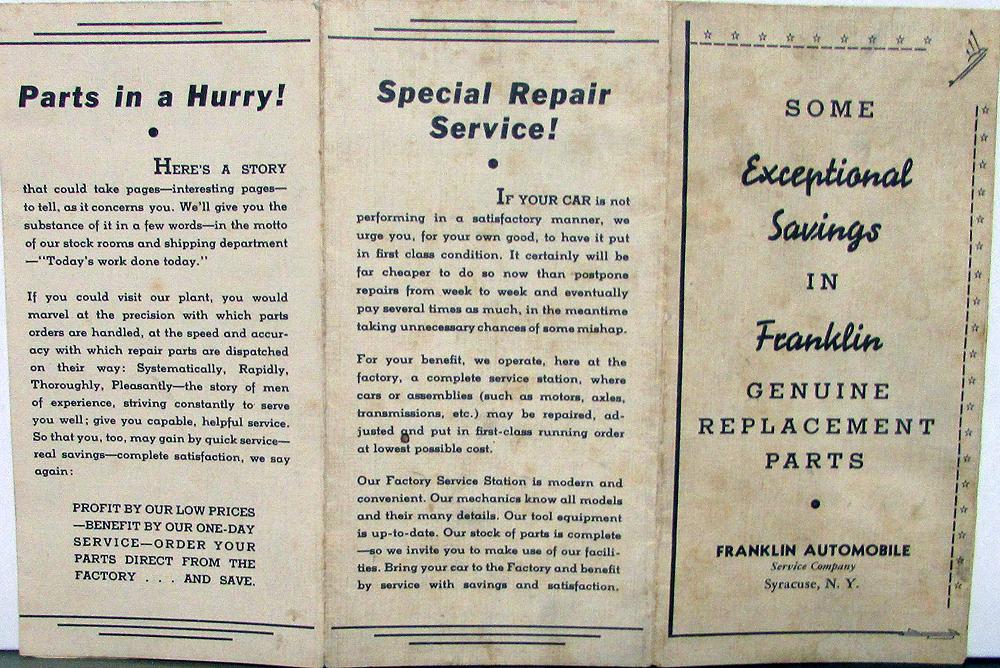 Parts in a Hurry!
HERE'S A STORY
that could take pages—interesting pages—
to tell, as it concerns you. We'll give you the
substance of it in a few words—in the motto
of our stock rooms and shipping department
—"Today's work done today."
If you could visit our plant, you would
marvel at the precision with which parts
orders are handled, at the speed and accur-
acy with which repair parts are dispatched
on their way: Systematically, Rapidly,
Thoroughly, Pleasantly—the story of men
of experience, striving constantly to serve
you well; give you capable, helpful service.
So that you, too, may gain by quick service—
real savings—complete satisfaction, we say
again:
PROFIT BY OUR LOW PRICES
—BENEFIT BY OUR ONE-DAY
SERVICE—ORDER YOUR
PARTS DIRECT FROM THE
FACTORY . . . AND SAVE.
Special Repair
Service!
IF YOUR CAR is not
performing in a satisfactory manner, we
urge you, for your own good, to have it put
in first class condition. It certainly will be
far cheaper to do so now than postpone
repairs from week to week and eventually
pay several times as much, in the meantime
taking unnecessary chances of some mishap.
For your benefit, we operate, here at the
factory, a complete service station, where
cars or assemblies (such as motors, axles,
transmissions, etc.) may be repaired, ad-
justed and put in first-class running order
at lowest possible cost.
Our Factory Service Station is modern and
convenient. Our mechanics know all models
and their many details. Our tool equipment
is up-to-date. Our stock of parts is complete
—so we invite you to make use of our facili-
ties. Bring your car to the Factory and benefit
by service with savings and satisfaction.
SOME
Exceptional
Savings
IN
Franklin
GENUINE
REPLACEMENT
PARTS
FRANKLIN AUTOMOBILE
Service Company
Syracuse, N. Y.